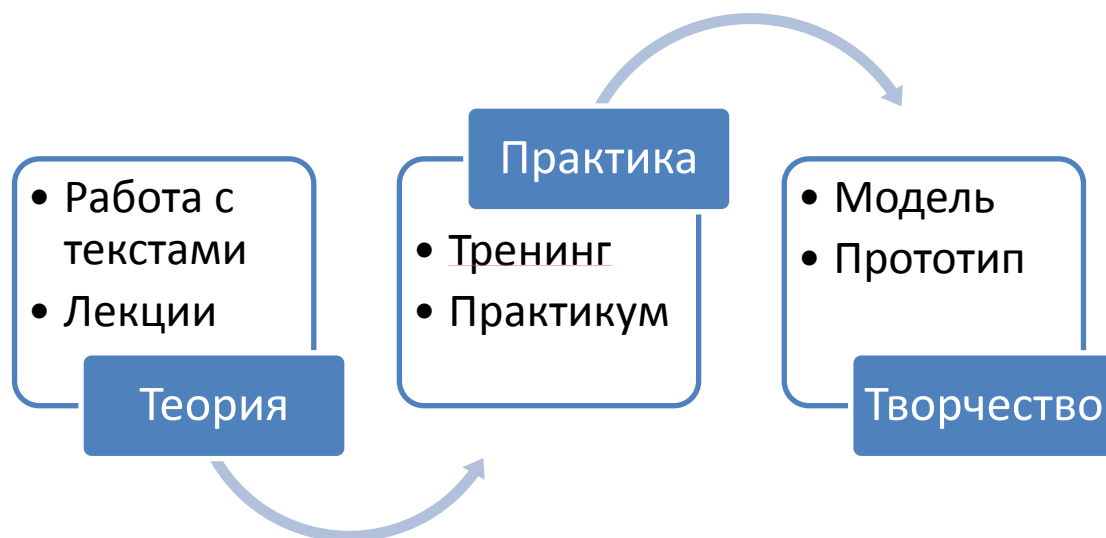 • Работа с
текстами
• Лекции
Теория
Практика
• Тренинг
• Практикум
• Модель
• Прототип
Творчество